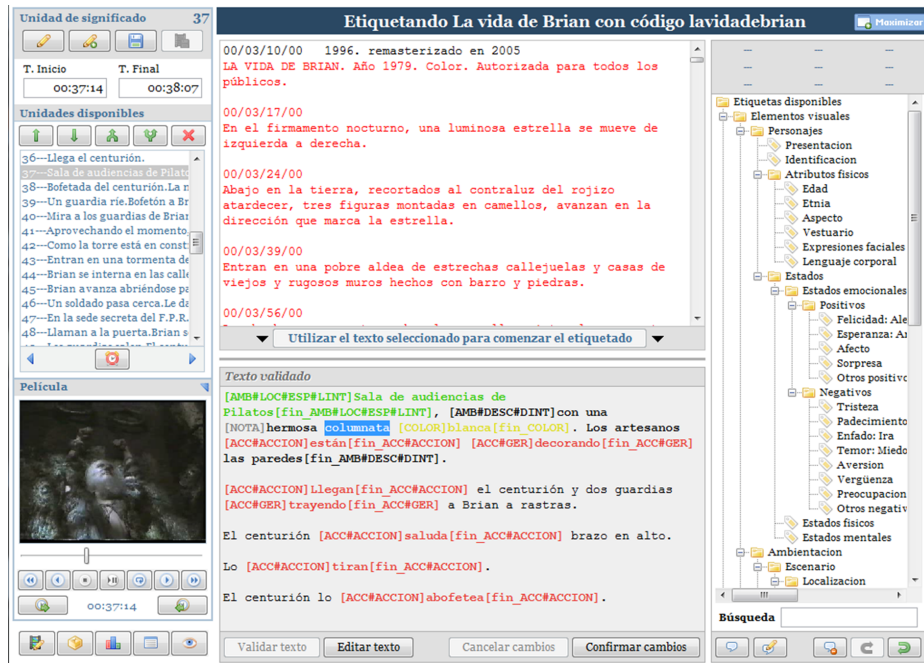 Unidad de significado 37
T. Inicio T. Final
00:37:14 00:38:07
Unidades disponibles
36---Llega el centurión.
37---Sala de audiencias de Pilato
38---Bofetada del centurión.La n
39---Un guardia ríe.Bofetón a Br
40---Mira a los guardias de Brian
41---Aprovechando el momento,
42---Como la torre está en const
43---Entran en una tormenta de
44---Brian se interna en las calle
45---Brian avanza abriéndose pa
46---Un soldado pasa cerca.Le da
47---En la sede secreta del F.P.R.
48---Llaman a la puerta.Brian s
Película
00:37:14
Etiquetando La vida de Brian con código lavidadebrian
Maximizar
00/03/10/00 1996. remasterizado en 2005
LA VIDA DE BRIAN. Año 1979. Color. Autorizada para todos los
públicos.
00/03/17/00
En el firmamento nocturno, una luminosa estrella se mueve de
izquierda a derecha.
00/03/24/00
Abajo en la tierra, recortados al contraluz del rojizo
atardecer, tres figuras montadas en camellos, avanzan en la
dirección que marca la estrella.
00/03/39/00
Entran en una pobre aldea de estrechas callejuelas y casas de
viejos y rugosos muros hechos con barro y piedras.
00/03/56/00
Utilizar el texto seleccionado para comenzar el etiquetado
Texto validado
[AMB#LOC#ESP#LINT]Sala de audiencias de
Pilatos[fin_AMB#LOC#ESP#LINT], [AMB#DESC#DINT]con una
[NOTA]hermosa columnata [COLOR]blanca[fin_COLOR]. Los artesanos
[ACC#ACCION]están[fin_ACC#ACCION] [ACC#GER]decorando[fin_ACC#GER]
las paredes[fin_AMB#DESC#DINT].
[ACC#ACCION]Llegan[fin_ACC#ACCION] el centurión y dos guardias
[ACC#GER]trayendo[fin_ACC#GER] a Brian a rastras.
El centurión [ACC#ACCION]saluda[fin_ACC#ACCION] brazo en alto.
Lo [ACC#ACCION]tiran[fin_ACC#ACCION].
El centurión lo [ACC#ACCION]abofetea[fin_ACC#ACCION].
Validar texto Editar texto Cancelar cambios Confirmar cambios
Etiquetas disponibles
Elementos visuales
Personajes
Presentacion
Identificacion
Atributos fisicos
Edad
Etnia
Aspecto
Vestuario
Expresiones faciales
Lenguaje corporal
Estados
Estados emocionales
Positivos
Felicidad: Ale
Esperanza: An
Afecto
Sorpresa
Otros positivo
Negativos
Tristeza
Padecimiento
Enfado: Ira
Temor: Miedo
Aversion
Vergüenza
Preocupacion
Otros negativ
Estados fisicos
Estados mentales
Ambientacion
Escenario
Localizacion
Búsqueda